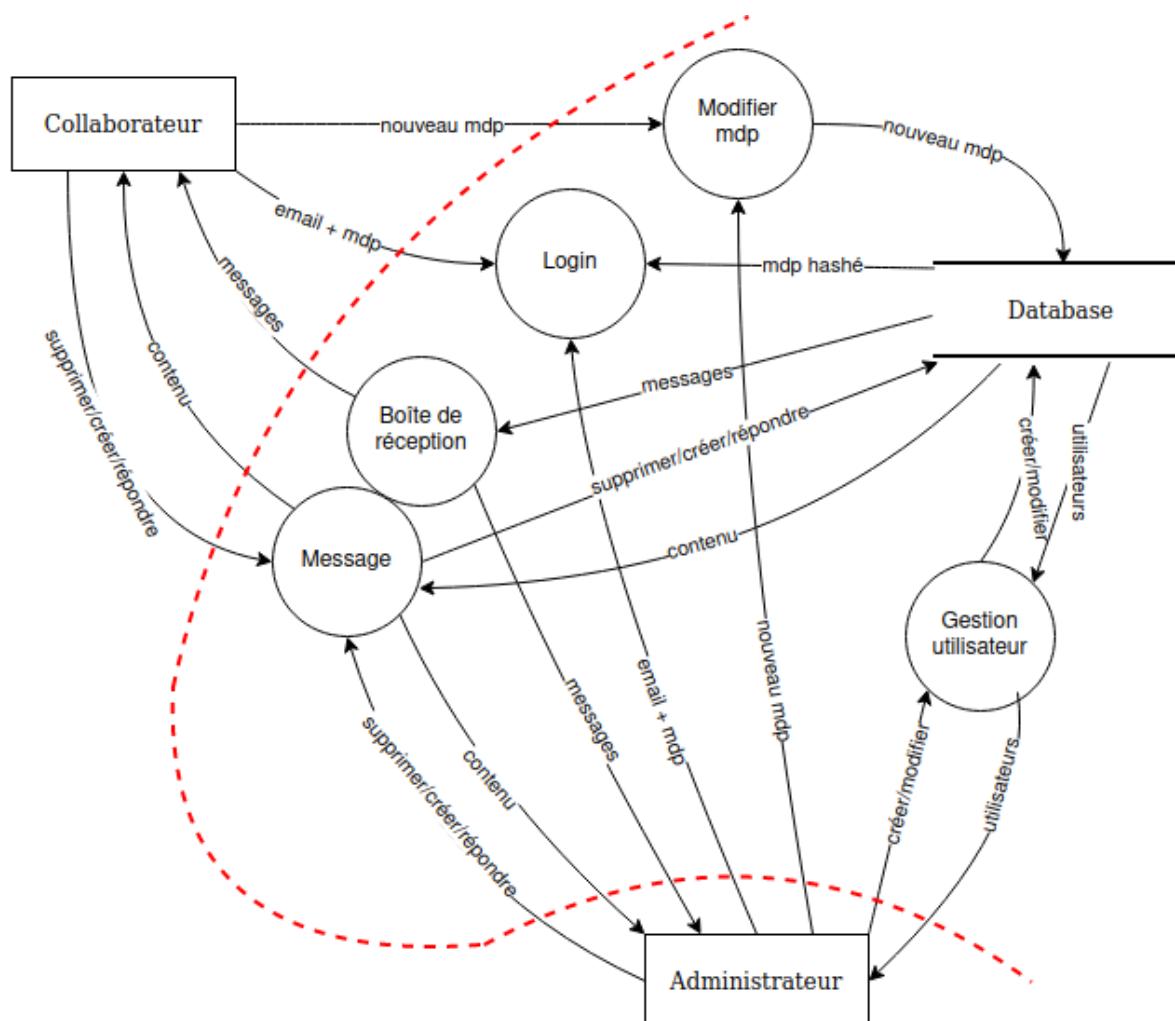 Collaborateur
nouveau mdp
Modifier
mdp
nouveau mdp
email + mdp
Login
mdp hashé
Database
messages
supprimer/créer/répondre
contenu
Boîte de
réception
messages
supprimer/créer/répondre
créer/modifier
utilisateurs
Message
contenu
Gestion
utilisateur
nouveau mdp
email + mdp
messages
contenu
supprimer/créer/répondre
créer/modifier
utilisateurs
Administrateur